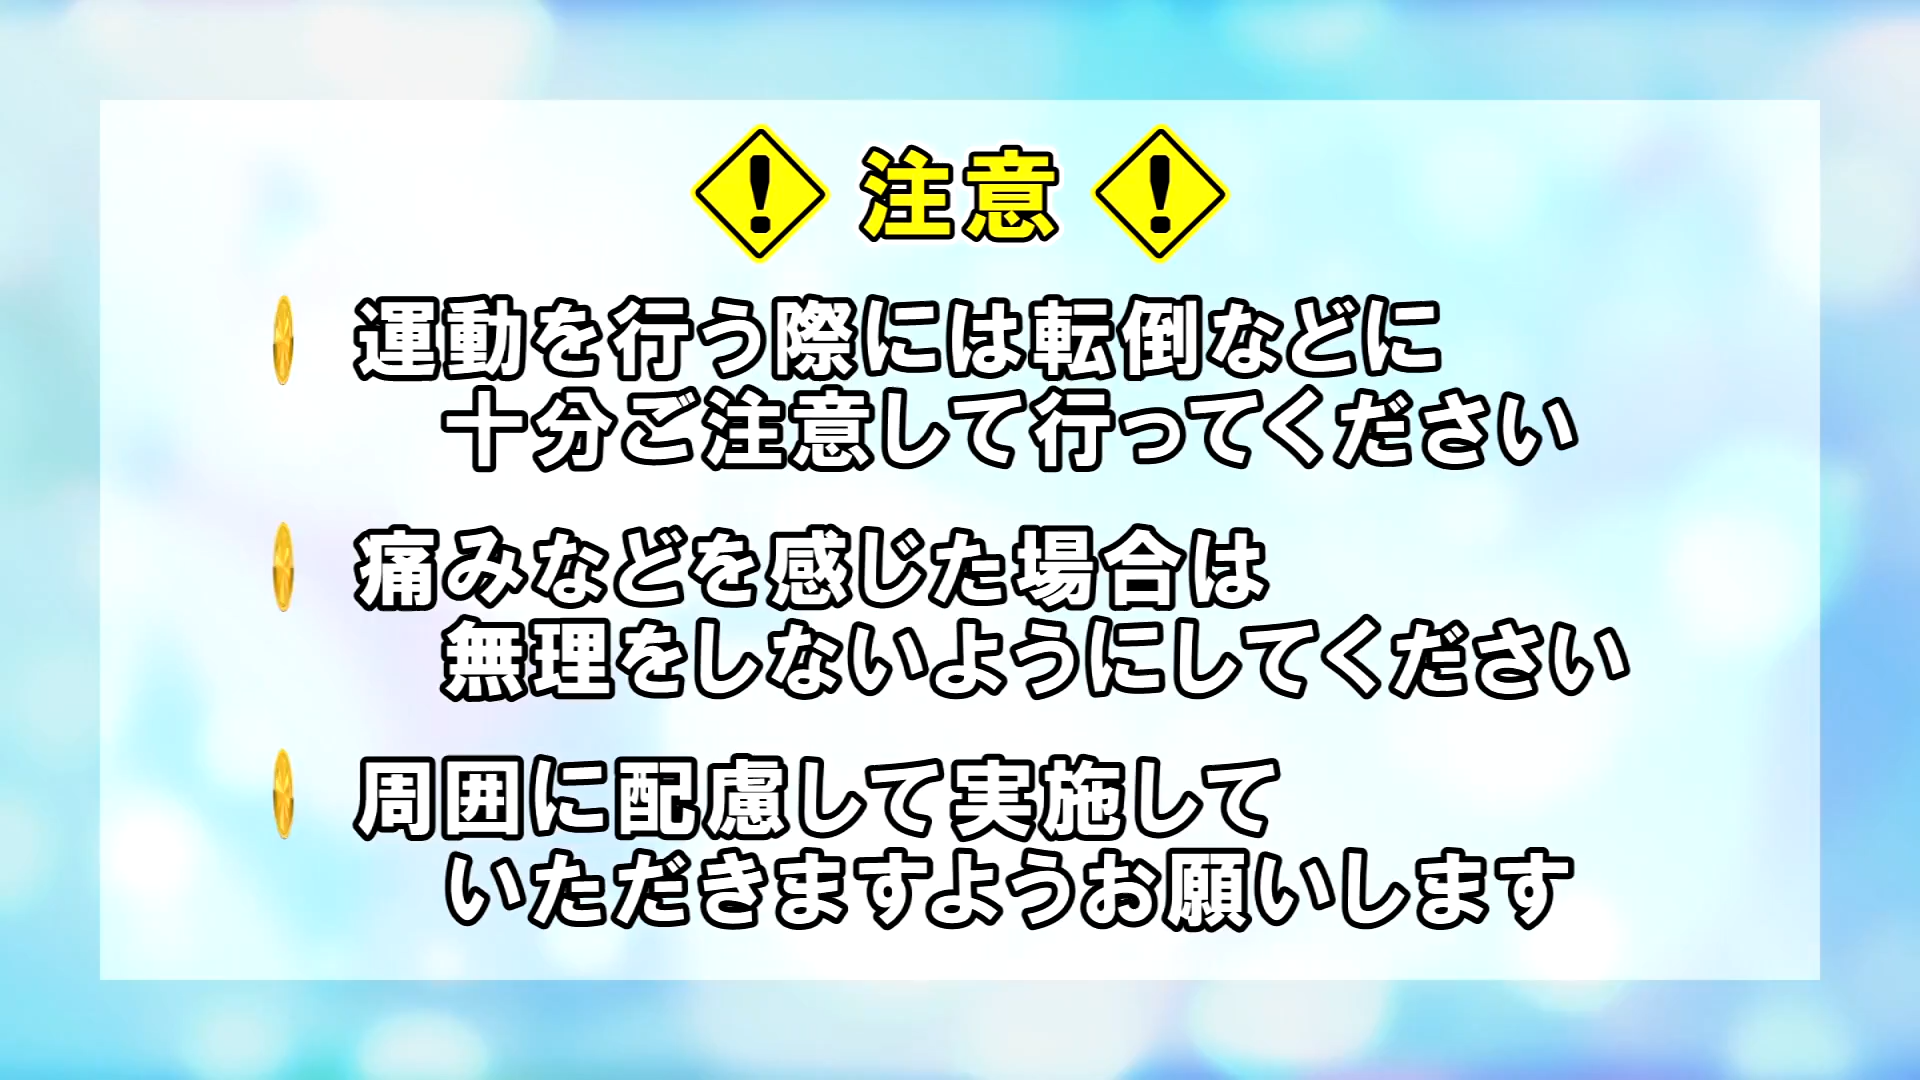 注意
運動を行う際には転倒などに
十分ご注意して行ってください
痛みなどを感じた場合は
無理をしないようにしてください
周囲に配慮して実施して
いただきますようお願いします